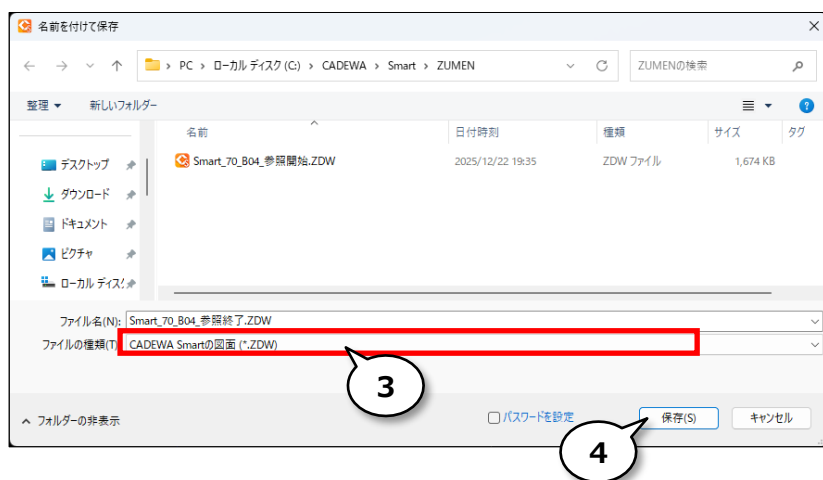 名前を付けて保存
PC > ローカル ディスク (C:) > CADEWA > Smart > ZUMEN
ZUMENの検索
整理 新しいフォルダー
名前 日付時刻 種類 サイズ タグ
デスクトップ
Smart_70_B04_参照開始.ZDW 2025/12/22 19:35 ZDW ファイル 1,674 KB
ダウンロード
ドキュメント
ピクチャ
ローカル ディスク
ファイル名(N): Smart_70_B04_参照終了.ZDW
ファイルの種類(T) CADEWA Smartの図面 (*.ZDW)
3
フォルダーの非表示
パスワードを設定
保存(S) キャンセル
4